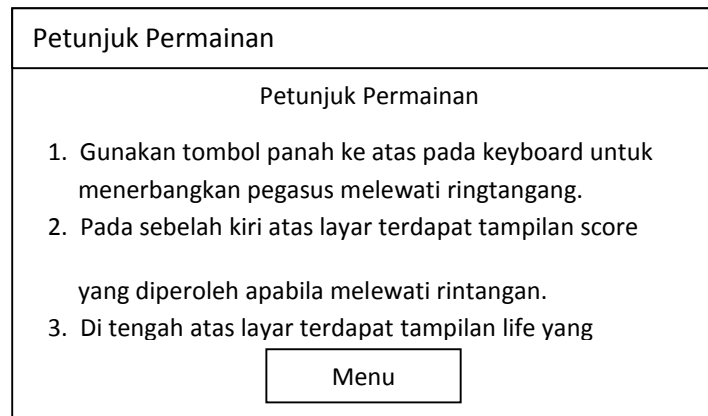 Petunjuk Permainan
Petunjuk Permainan
1. Gunakan tombol panah ke atas pada keyboard untuk
menerbangkan pegasus melewati ringtangang.
2. Pada sebelah kiri atas layar terdapat tampilan score
yang diperoleh apabila melewati rintangan.
3. Di tengah atas layar terdapat tampilan life yang
Menu